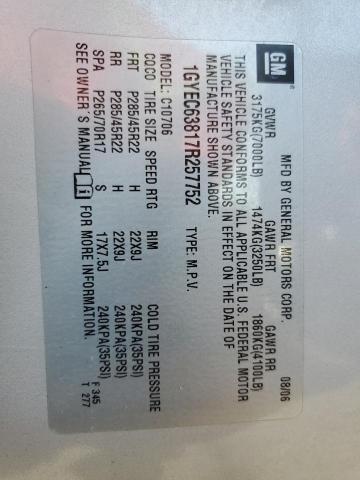 GM
MFD BY GENERAL MOTORS CORP. 08/06
GVWR GAWR FRT GAWR RR
3175KG(7000LB) 1474KG(3250LB) 1860KG(4100LB)
THIS VEHICLE CONFORMS TO ALL APPLICABLE U.S. FEDERAL MOTOR
VEHICLE SAFETY STANDARDS IN EFFECT ON THE DATE OF
MANUFACTURE SHOWN ABOVE.
1GYEC63817R257752 TYPE: M.P.V.
MODEL: C10706
COCO TIRE SIZE SPEED RTG RIM COLD TIRE PRESSURE
FRT P285/45R22 H 22X9J 240KPA(35PSI)
RR P285/45R22 H 22X9J 240KPA(35PSI)
SPA P265/70R17 S 17X7.5J 240KPA(35PSI)
SEE OWNER'S MANUAL FOR MORE INFORMATION. F 345
T 277